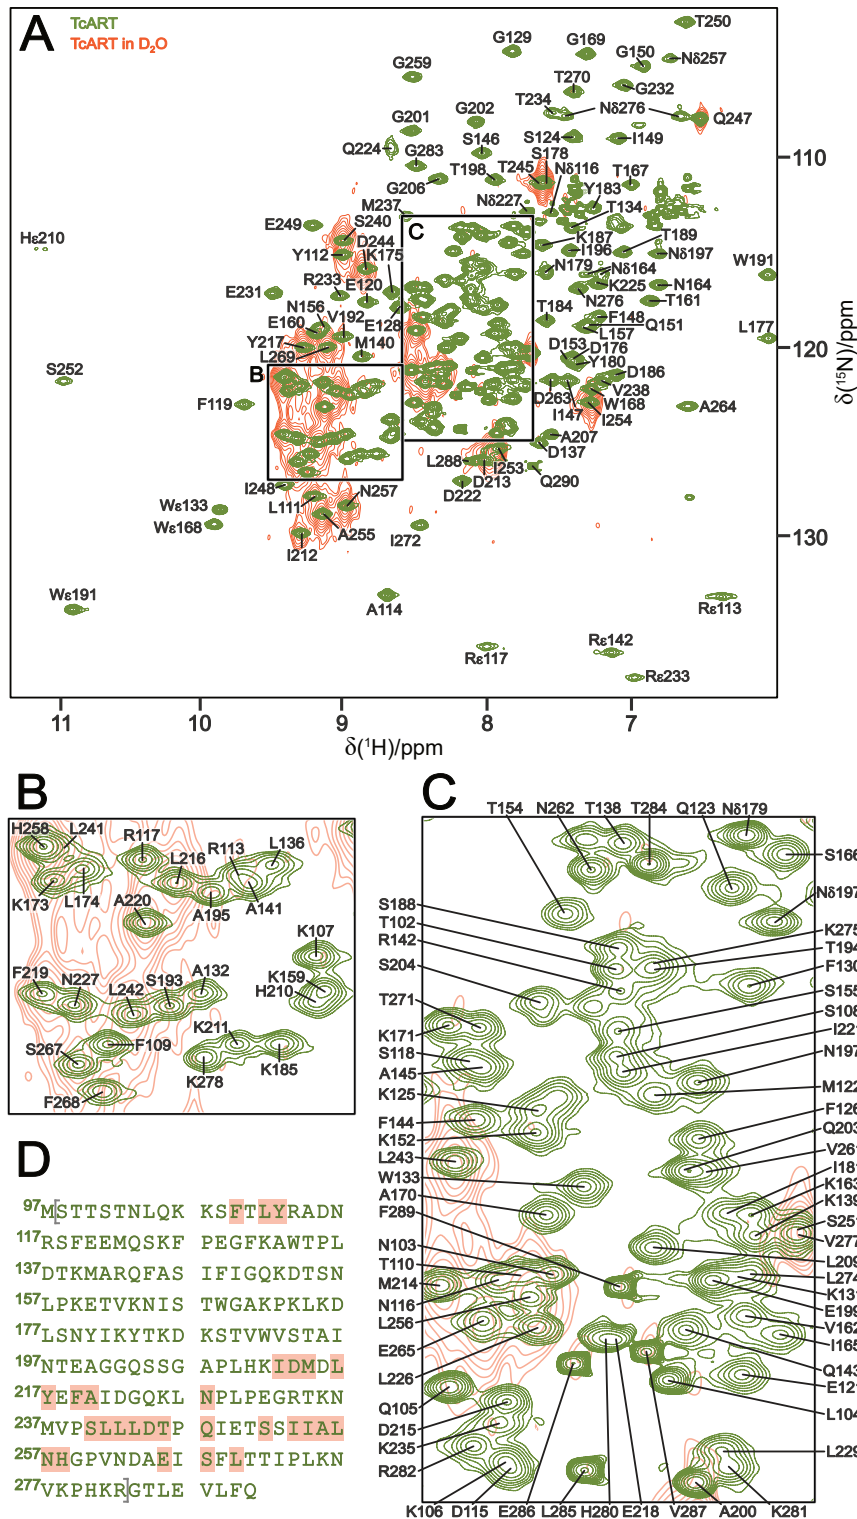 A
TcART
TcART in D₂O
T250
G129
G169
G150
Nδ257
G259
T270
G232
T234
Nδ276
Q247
G201
G202
S124
I149
Q224
S146
S178
G283
T245
Nδ116
T167
G206
T198
Y183
M237
Nδ227
T134
E249
S240
C
K187
T189
Hε210
D244
I196
Nδ197
Y112
K175
N179
Nδ164
W191
R233
K225
N164
E231
E120
N276
T161
N156
V192
E128
T184
F148
Q151
E160
L157
L177
Y217
D153
D176
L269
M140
Y180
S252
B
D186
V238
F119
D263
W168
A264
I147
I254
A207
D137
L288
I253
D213
Q290
I248
N257
D222
Wε133
L111
Wε168
A255
I272
I212
Wε191
A114
Rε113
Rε117
Rε142
Rε233
110
120
130
δ(¹⁵N)/ppm
11 10 9 8 7
δ(¹H)/ppm
B
H258
L241
R117
R113
L136
L216
K173
L174
A195
A141
A220
K107
F219
N227
S193
A132
K159
L242
H210
K211
S267
F109
K278
K185
F268
C
T154
N262
T138
T284
Q123
Nδ179
S166
Nδ197
S188
T102
R142
S204
T271
K171
S118
A145
K125
F144
K152
L243
W133
A170
F289
N103
T110
M214
N116
L256
E265
L226
Q105
D215
K235
R282
K275
T194
F130
S155
S108
I221
N197
M122
F126
Q203
V261
I181
K163
K139
S251
V277
L209
L274
K131
E199
V162
I165
Q143
E121
L104
L229
K106
D115
E286
L285
H280
E218
V287
A200
K281
D
⁹⁷M[STTSTNLQK KSFTLYRADN
¹¹⁷RSFEEMQSKF PEGFKAWTPL
¹³⁷DTKMARQFAS IFIGQKDTSN
¹⁵⁷LPKETVKNIS TWGAKPKLKD
¹⁷⁷LSNYIKYTKD KSTVWVSTAI
¹⁹⁷NTEAGGQSSG APLHKIDMDL
²¹⁷YEFAIDGQKL NPLPEGRTKN
²³⁷MVPSLLLDTP QIETSSIIAL
²⁵⁷NHGPVNDAEI SFLTTIPLKN
²⁷⁷VKPHKR]GTLE VLFQ